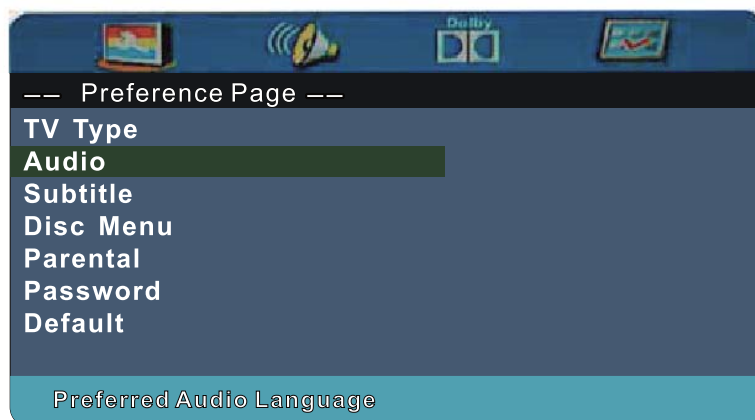 Dolby
—— Preference Page ——
TV Type
Audio
Subtitle
Disc Menu
Parental
Password
Default
Preferred Audio Language